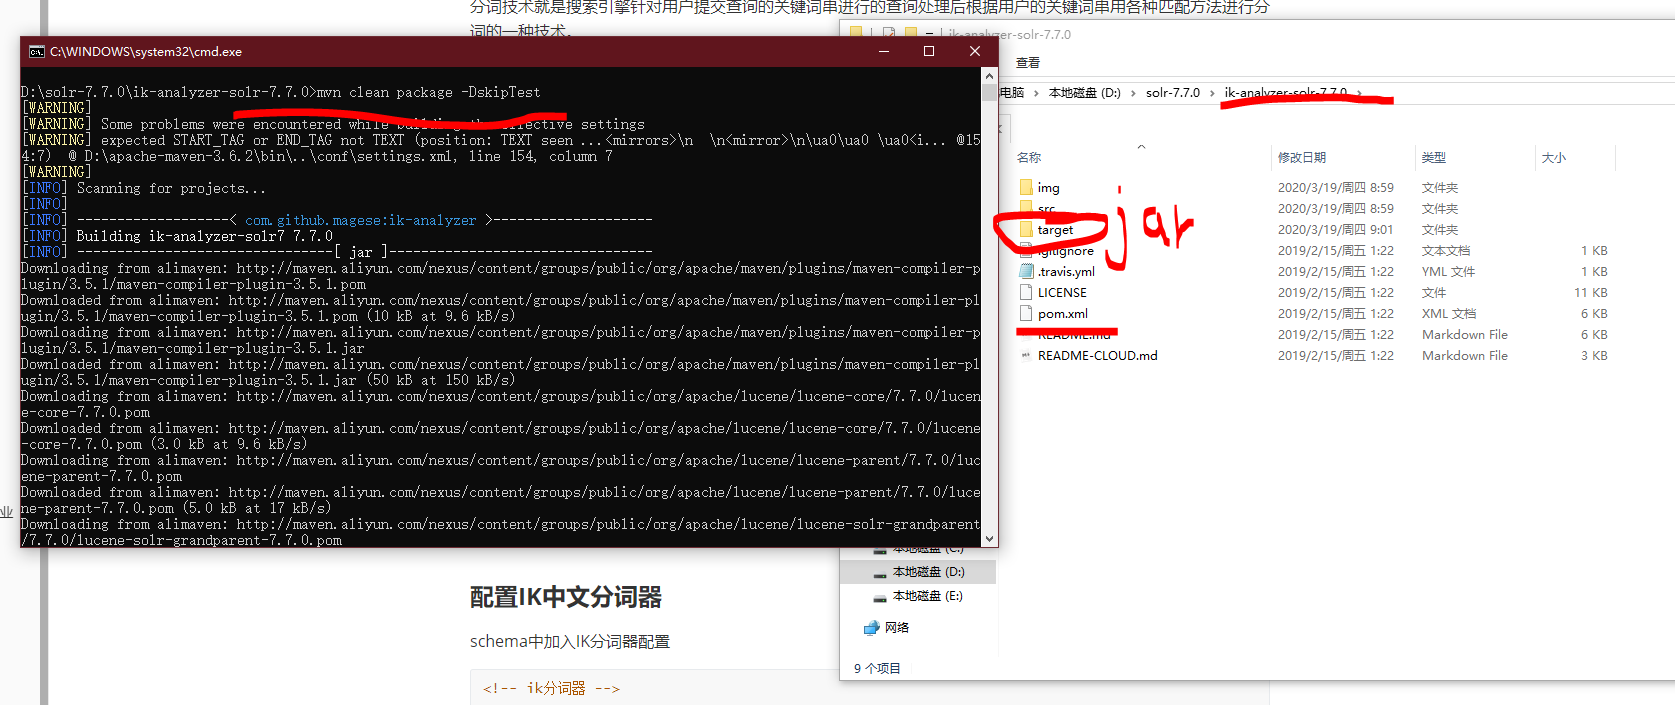 分词技术就是搜索引擎针对用户提交查询的关键词串进行的查询处理后根据用户的关键词串用各种匹配方法进行分
词的一种技术。
C:\WINDOWS\system32\cmd.exe
D:\solr-7.7.0\ik-analyzer-solr-7.7.0>mvn clean package -DskipTest
[WARNING]
[WARNING] Some problems were encountered while building the effective settings
[WARNING] expected START_TAG or END_TAG not TEXT (position: TEXT seen ...<mirrors>\n  \n<mirror>\n\ua0\ua0 \ua0<i... @15
4:7)  @ D:\apache-maven-3.6.2\bin\..\conf\settings.xml, line 154, column 7
[WARNING]
[INFO] Scanning for projects...
[INFO]
[INFO] -------------------< com.github.magese:ik-analyzer >--------------------
[INFO] Building ik-analyzer-solr7 7.7.0
[INFO] --------------------------------[ jar ]---------------------------------
Downloading from alimaven: http://maven.aliyun.com/nexus/content/groups/public/org/apache/maven/plugins/maven-compiler-p
lugin/3.5.1/maven-compiler-plugin-3.5.1.pom
Downloaded from alimaven: http://maven.aliyun.com/nexus/content/groups/public/org/apache/maven/plugins/maven-compiler-pl
ugin/3.5.1/maven-compiler-plugin-3.5.1.pom (10 kB at 9.6 kB/s)
Downloading from alimaven: http://maven.aliyun.com/nexus/content/groups/public/org/apache/maven/plugins/maven-compiler-p
lugin/3.5.1/maven-compiler-plugin-3.5.1.jar
Downloaded from alimaven: http://maven.aliyun.com/nexus/content/groups/public/org/apache/maven/plugins/maven-compiler-pl
ugin/3.5.1/maven-compiler-plugin-3.5.1.jar (50 kB at 150 kB/s)
Downloading from alimaven: http://maven.aliyun.com/nexus/content/groups/public/org/apache/lucene/lucene-core/7.7.0/lucen
e-core-7.7.0.pom
Downloaded from alimaven: http://maven.aliyun.com/nexus/content/groups/public/org/apache/lucene/lucene-core/7.7.0/lucene
-core-7.7.0.pom (3.0 kB at 9.6 kB/s)
Downloading from alimaven: http://maven.aliyun.com/nexus/content/groups/public/org/apache/lucene/lucene-parent/7.7.0/luc
ene-parent-7.7.0.pom
Downloaded from alimaven: http://maven.aliyun.com/nexus/content/groups/public/org/apache/lucene/lucene-parent/7.7.0/luce
ne-parent-7.7.0.pom (5.0 kB at 17 kB/s)
Downloading from alimaven: http://maven.aliyun.com/nexus/content/groups/public/org/apache/lucene/lucene-solr-grandparent
/7.7.0/lucene-solr-grandparent-7.7.0.pom
业
ik-analyzer-solr-7.7.0
查看
电脑 › 本地磁盘 (D:) › solr-7.7.0 › ik-analyzer-solr-7.7.0 ›
名称 修改日期 类型 大小
img 2020/3/19/周四 8:59 文件夹
src 2020/3/19/周四 8:59 文件夹
target 2020/3/19/周四 9:01 文件夹
jar
.gitignore 2019/2/15/周五 1:22 文本文档 1 KB
.travis.yml 2019/2/15/周五 1:22 YML 文件 1 KB
LICENSE 2019/2/15/周五 1:22 文件 11 KB
pom.xml 2019/2/15/周五 1:22 XML 文档 6 KB
README.md 2019/2/15/周五 1:22 Markdown File 6 KB
README-CLOUD.md 2019/2/15/周五 1:22 Markdown File 3 KB
本地磁盘 (C:)
本地磁盘 (D:)
本地磁盘 (E:)
网络
9 个项目
配置IK中文分词器
schema中加入IK分词器配置
<!-- ik分词器 -->